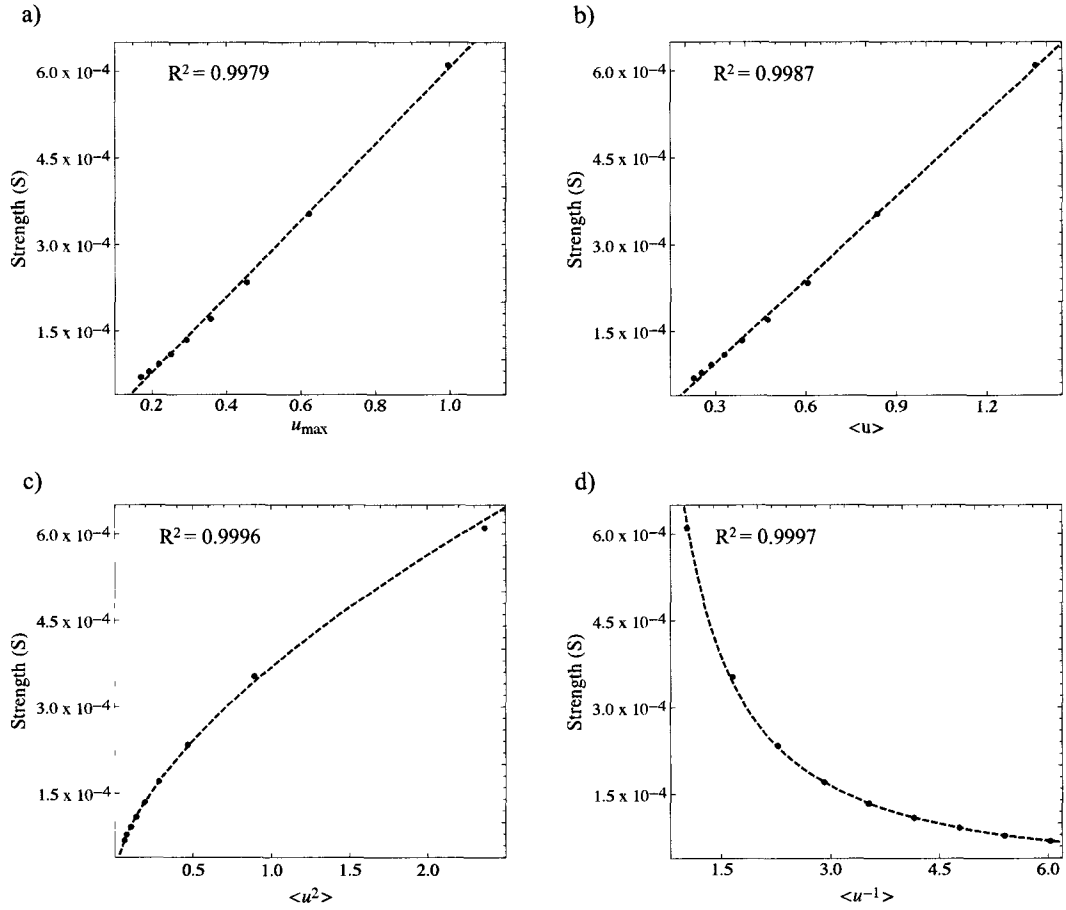 a)
R² = 0.9979
Strength (S)
6.0 x 10⁻⁴
4.5 x 10⁻⁴
3.0 x 10⁻⁴
1.5 x 10⁻⁴
0.2 0.4 0.6 0.8 1.0
u_max
b)
R² = 0.9987
Strength (S)
6.0 x 10⁻⁴
4.5 x 10⁻⁴
3.0 x 10⁻⁴
1.5 x 10⁻⁴
0.3 0.6 0.9 1.2
<u>
c)
R² = 0.9996
Strength (S)
6.0 x 10⁻⁴
4.5 x 10⁻⁴
3.0 x 10⁻⁴
1.5 x 10⁻⁴
0.5 1.0 1.5 2.0
<u²>
d)
R² = 0.9997
Strength (S)
6.0 x 10⁻⁴
4.5 x 10⁻⁴
3.0 x 10⁻⁴
1.5 x 10⁻⁴
1.5 3.0 4.5 6.0
<u⁻¹>